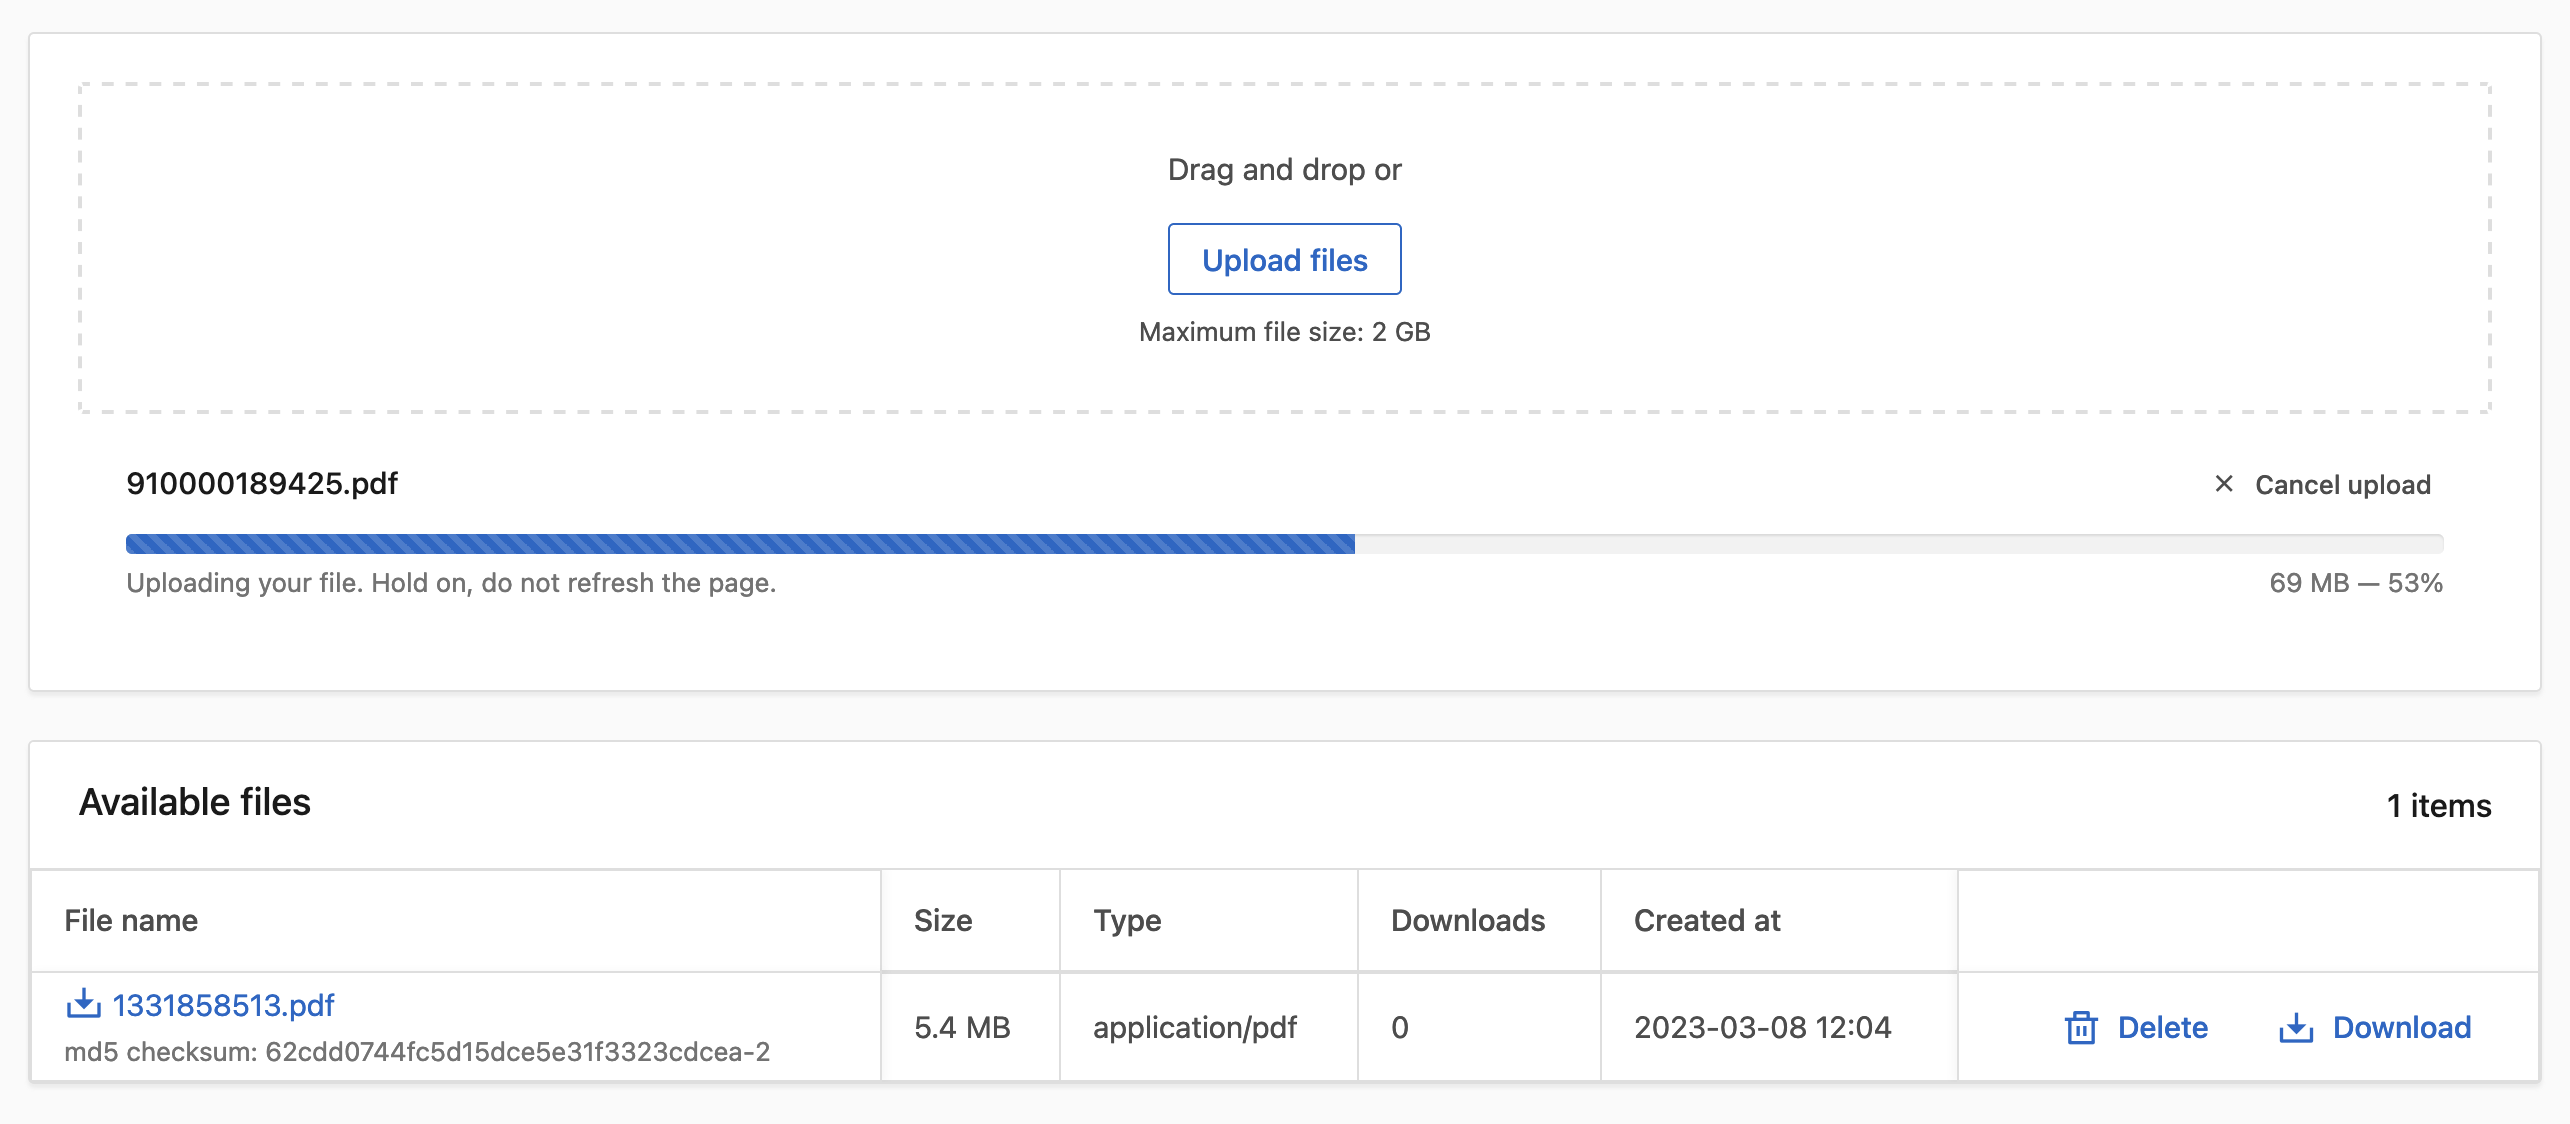 Drag and drop or
Upload files
Maximum file size: 2 GB
910000189425.pdf
Cancel upload
Uploading your file. Hold on, do not refresh the page.
69 MB — 53%
Available files
1 items
File name Size Type Downloads Created at
1331858513.pdf
md5 checksum: 62cdd0744fc5d15dce5e31f3323cdcea-2
5.4 MB application/pdf 0 2023-03-08 12:04 Delete Download